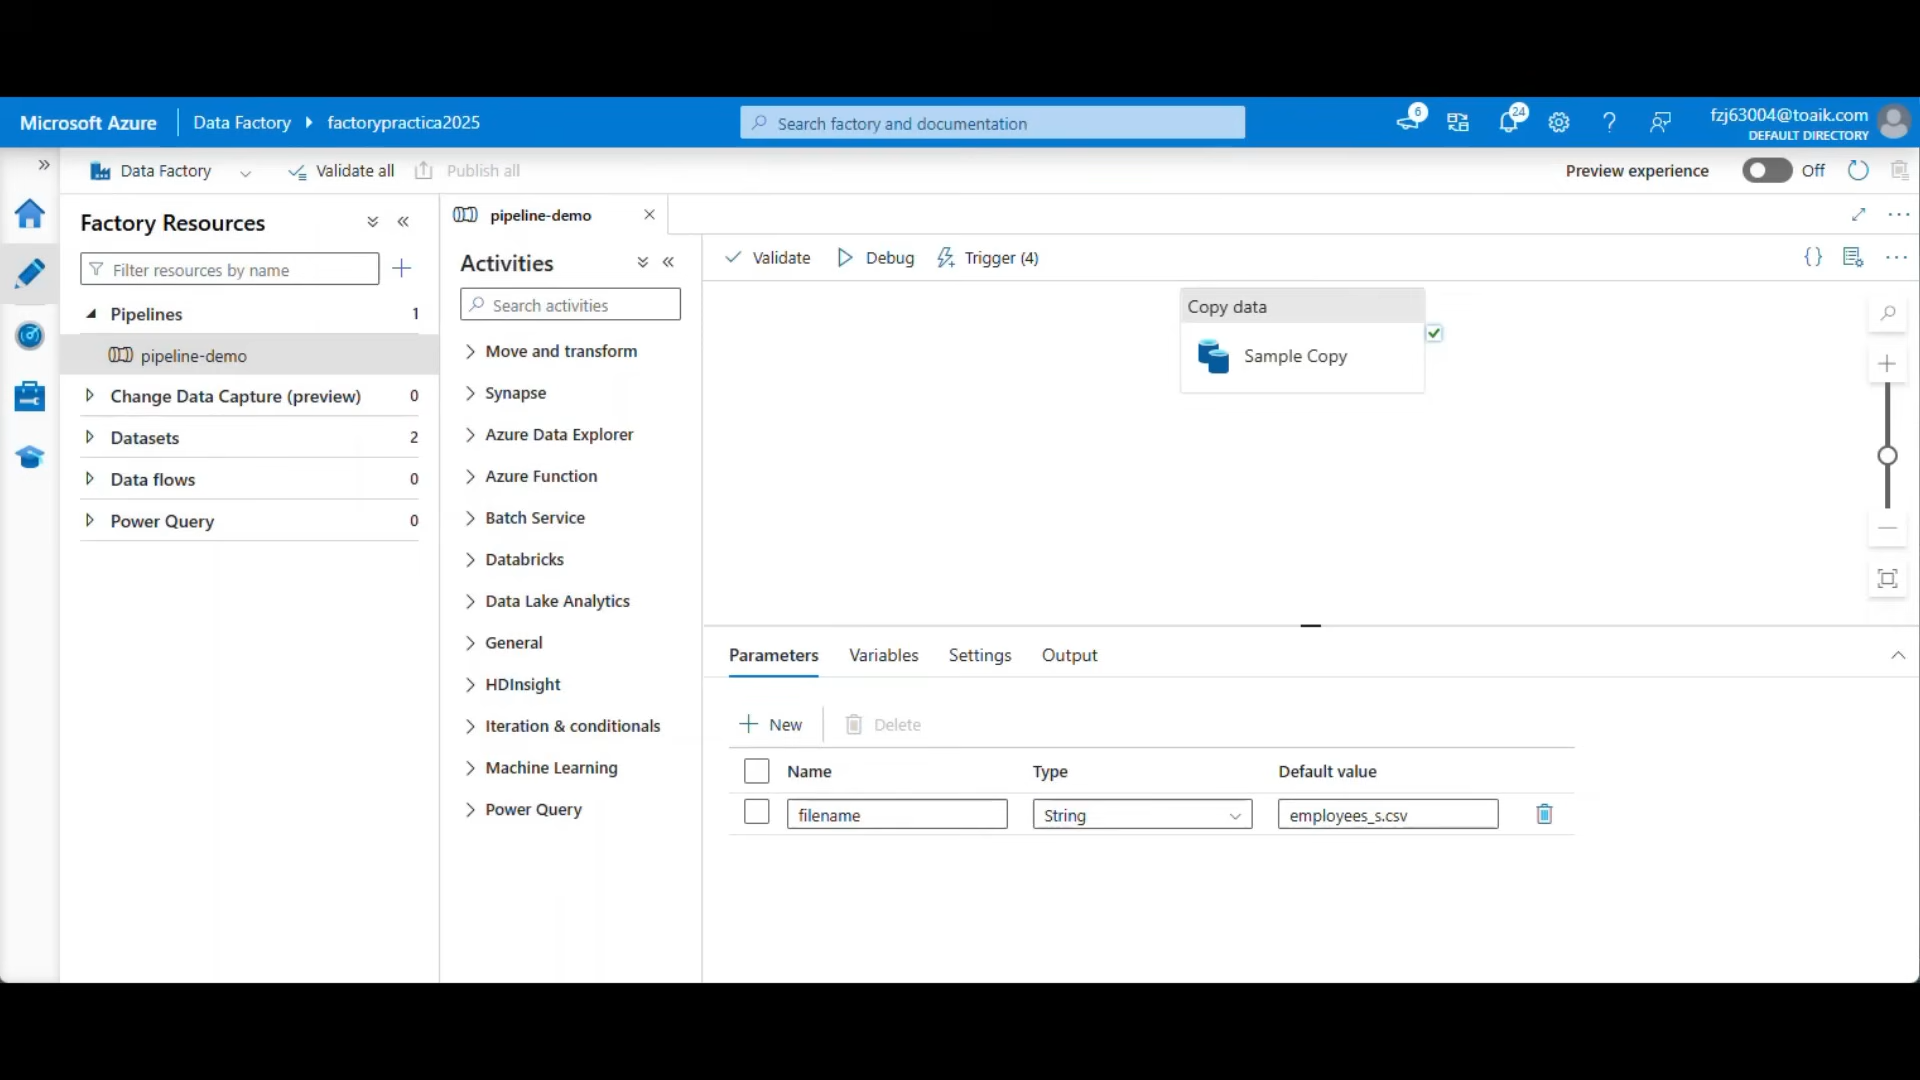 Microsoft Azure
Data Factory
factorypractica2025
Search factory and documentation
6
24
fzj63004@toaik.com
DEFAULT DIRECTORY
Data Factory
Validate all
Publish all
Preview experience
Off
Factory Resources
Filter resources by name
Pipelines 1
pipeline-demo
Change Data Capture (preview) 0
Datasets 2
Data flows 0
Power Query 0
pipeline-demo
Activities
Search activities
Move and transform
Synapse
Azure Data Explorer
Azure Function
Batch Service
Databricks
Data Lake Analytics
General
HDInsight
Iteration & conditionals
Machine Learning
Power Query
Validate
Debug
Trigger (4)
{}
Copy data
Sample Copy
Parameters
Variables
Settings
Output
New
Delete
Name Type Default value
filename String employees_s.csv